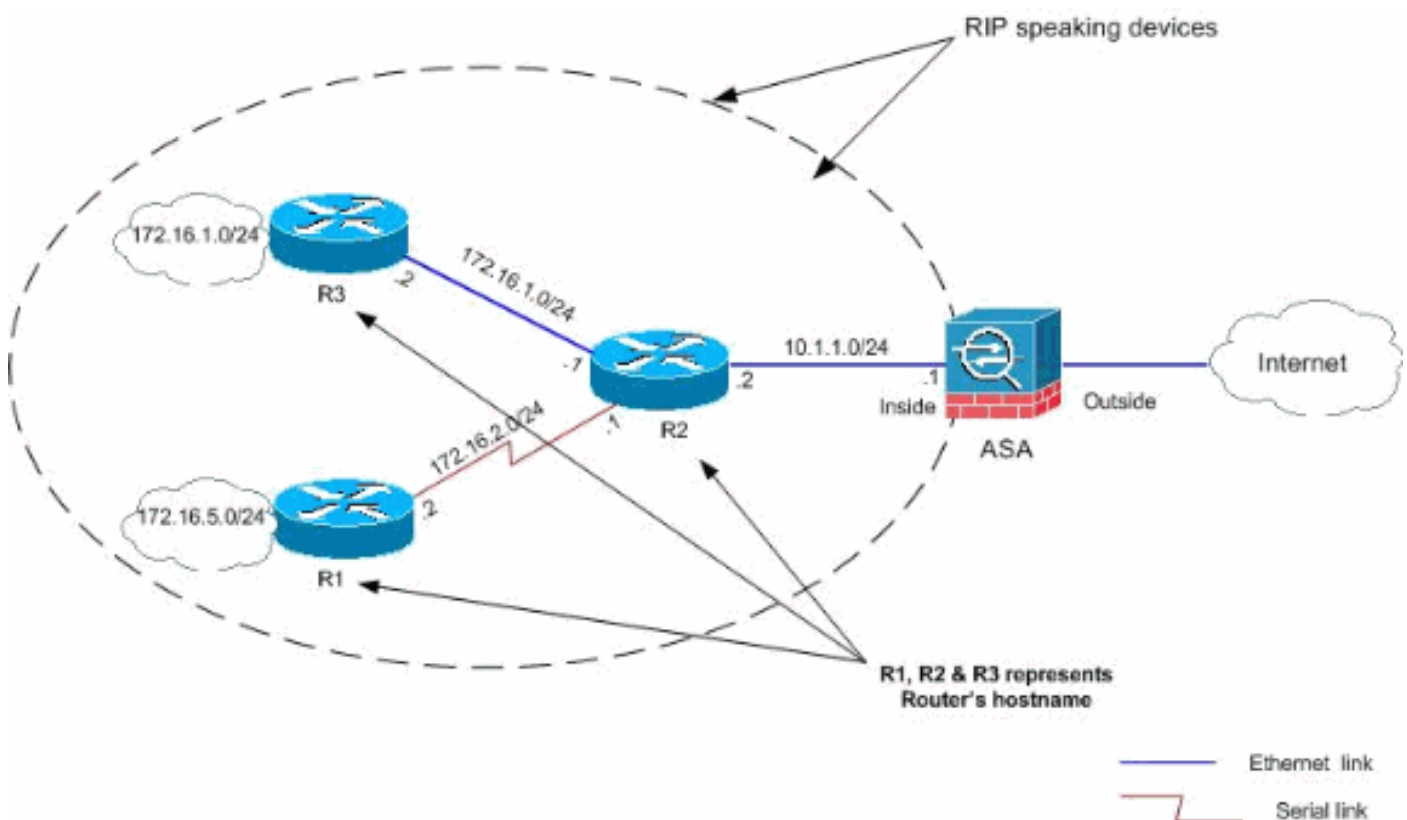 RIP speaking devices
172.16.1.0/24
R3
.2
172.16.1.0/24
.1
10.1.1.0/24
.2
.1
Inside
Outside
Internet
R2
ASA
172.16.2.0/24
.1
.2
172.16.5.0/24
R1
R1, R2 & R3 represents
Router's hostname
Ethernet link
Serial link